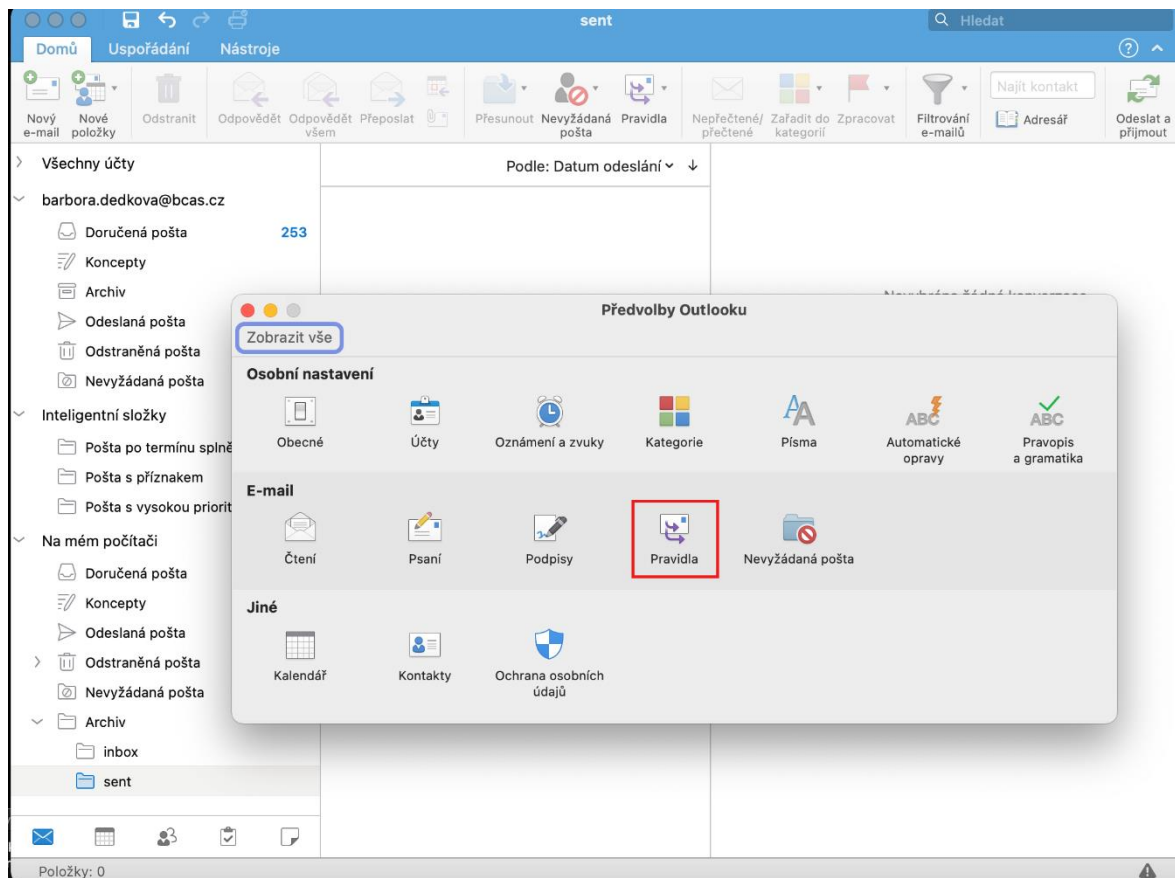 sent
Hledat
Domů
Uspořádání
Nástroje
Nový
e-mail
Nové
položky
Odstranit
Odpovědět
Odpovědět
všem
Přeposlat
Přesunout
Nevyžádaná
pošta
Pravidla
Nepřečtené/
přečtené
Zařadit do
kategorií
Zpracovat
Filtrování
e-mailů
Najít kontakt
Adresář
Odeslat a
přijmout
Všechny účty
Podle: Datum odeslání
barbora.dedkova@bcas.cz
Doručená pošta 253
Koncepty
Archiv
Odeslaná pošta
Odstraněná pošta
Nevyžádaná pošta
Inteligentní složky
Pošta po termínu splně
Pošta s příznakem
Pošta s vysokou priorit
Na mém počítači
Doručená pošta
Koncepty
Odeslaná pošta
Odstraněná pošta
Nevyžádaná pošta
Archiv
inbox
sent
Položky: 0
Předvolby Outlooku
Zobrazit vše
Osobní nastavení
Obecné
Účty
Oznámení a zvuky
Kategorie
Písma
Automatické
opravy
Pravopis
a gramatika
E-mail
Čtení
Psaní
Podpisy
Pravidla
Nevyžádaná pošta
Jiné
Kalendář
Kontakty
Ochrana osobních
údajů